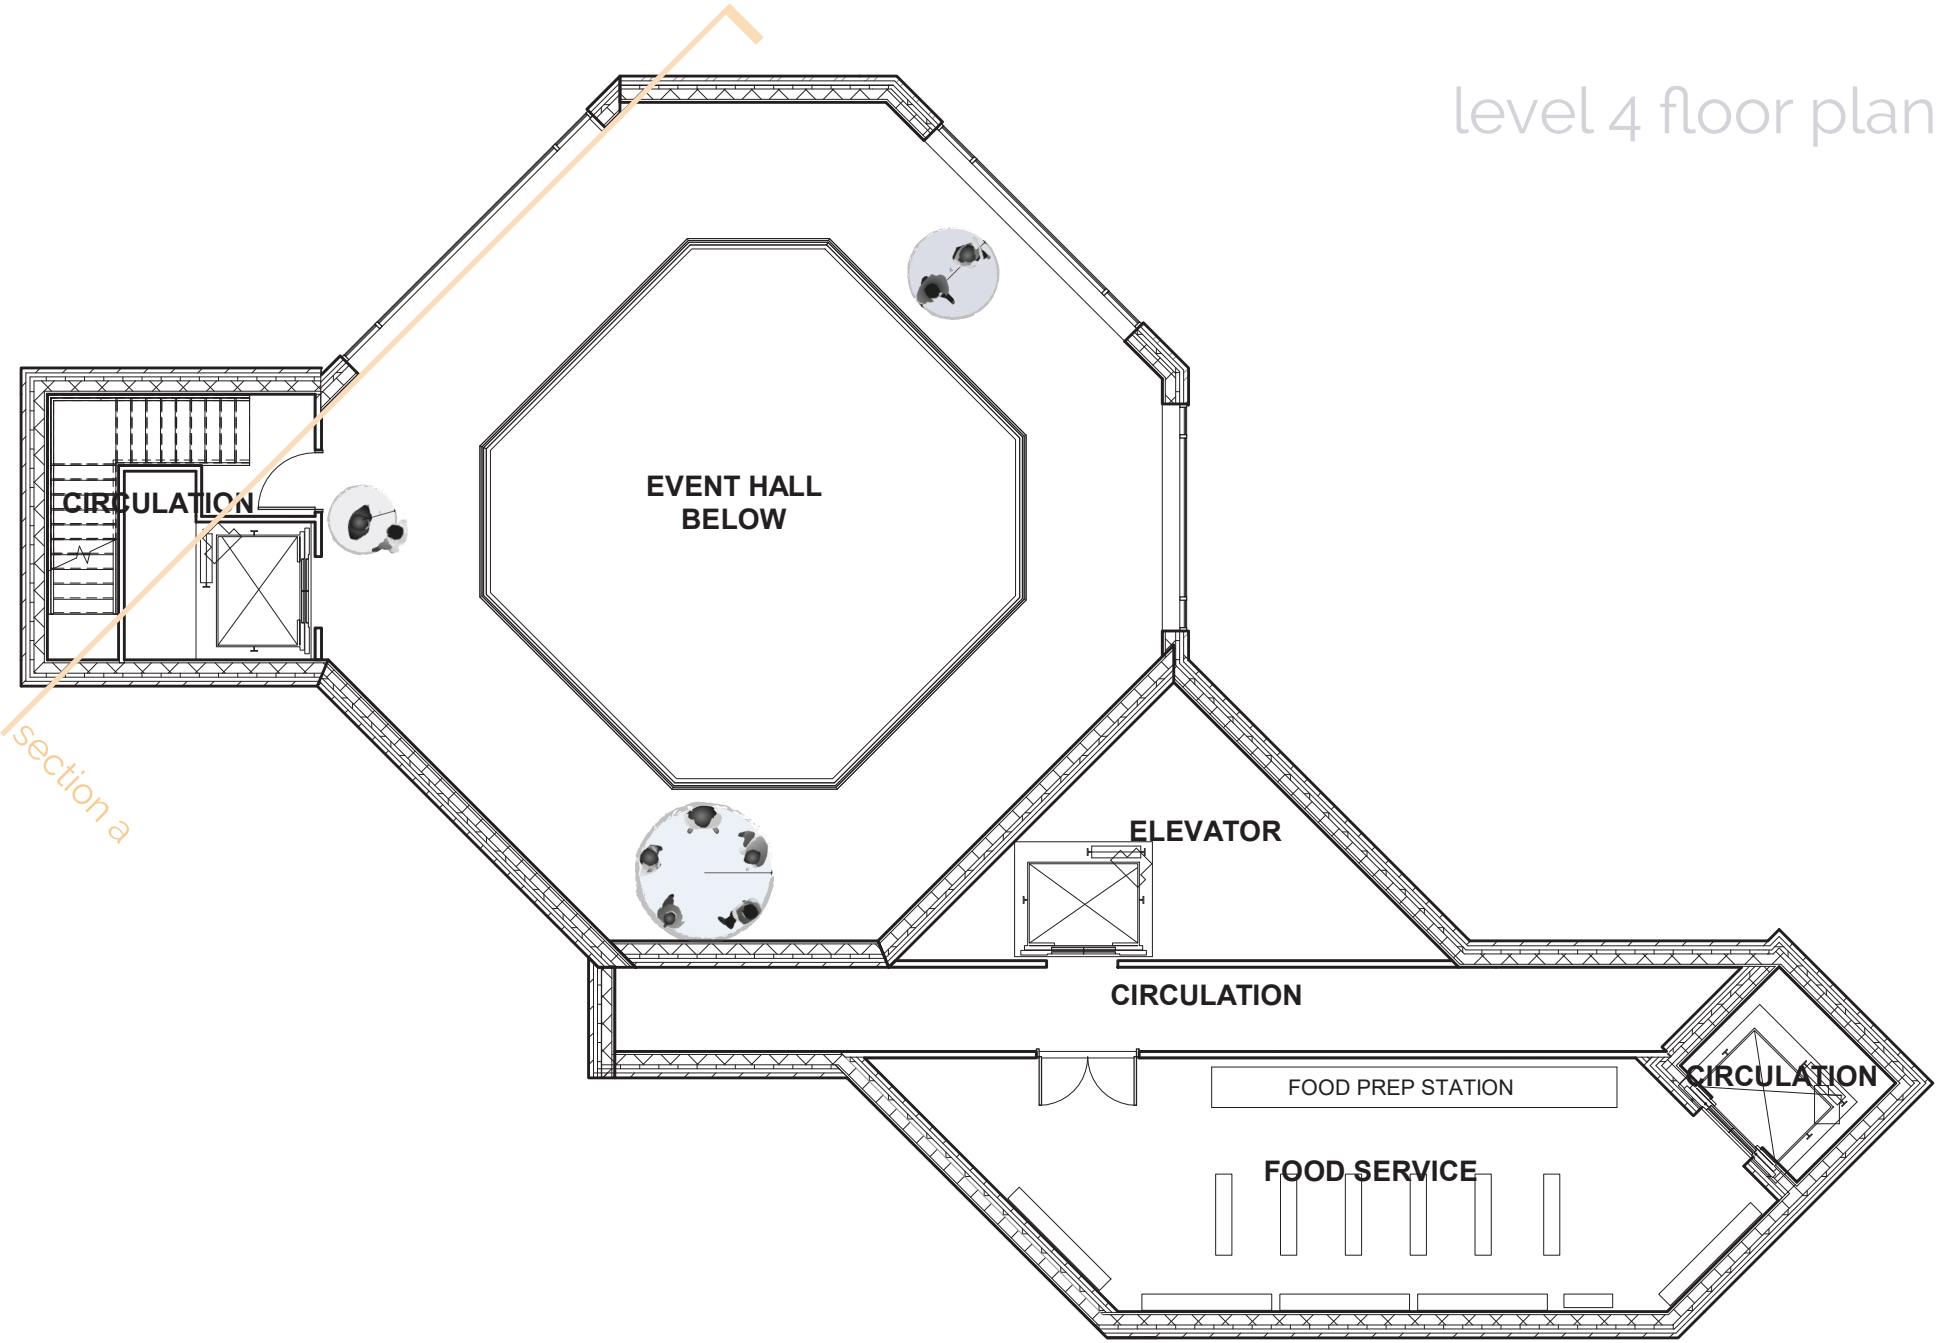 level 4 floor plan
EVENT HALL
BELOW
CIRCULATION
section a
ELEVATOR
CIRCULATION
CIRCULATION
FOOD PREP STATION
FOOD SERVICE